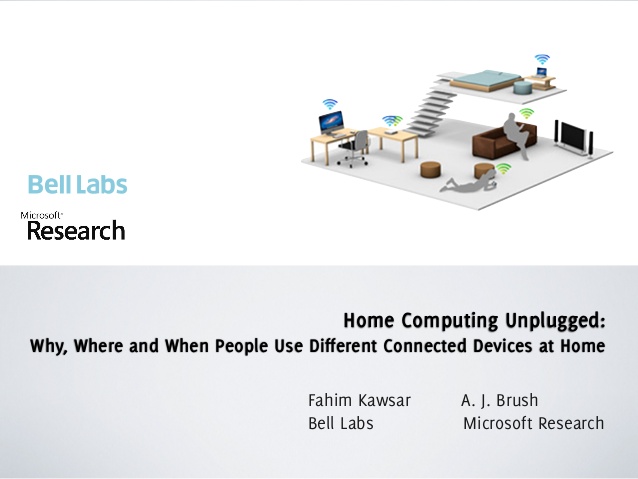 Bell Labs
Microsoft®
Research
Home Computing Unplugged:
Why, Where and When People Use Different Connected Devices at Home
Fahim Kawsar
Bell Labs
A. J. Brush
Microsoft Research